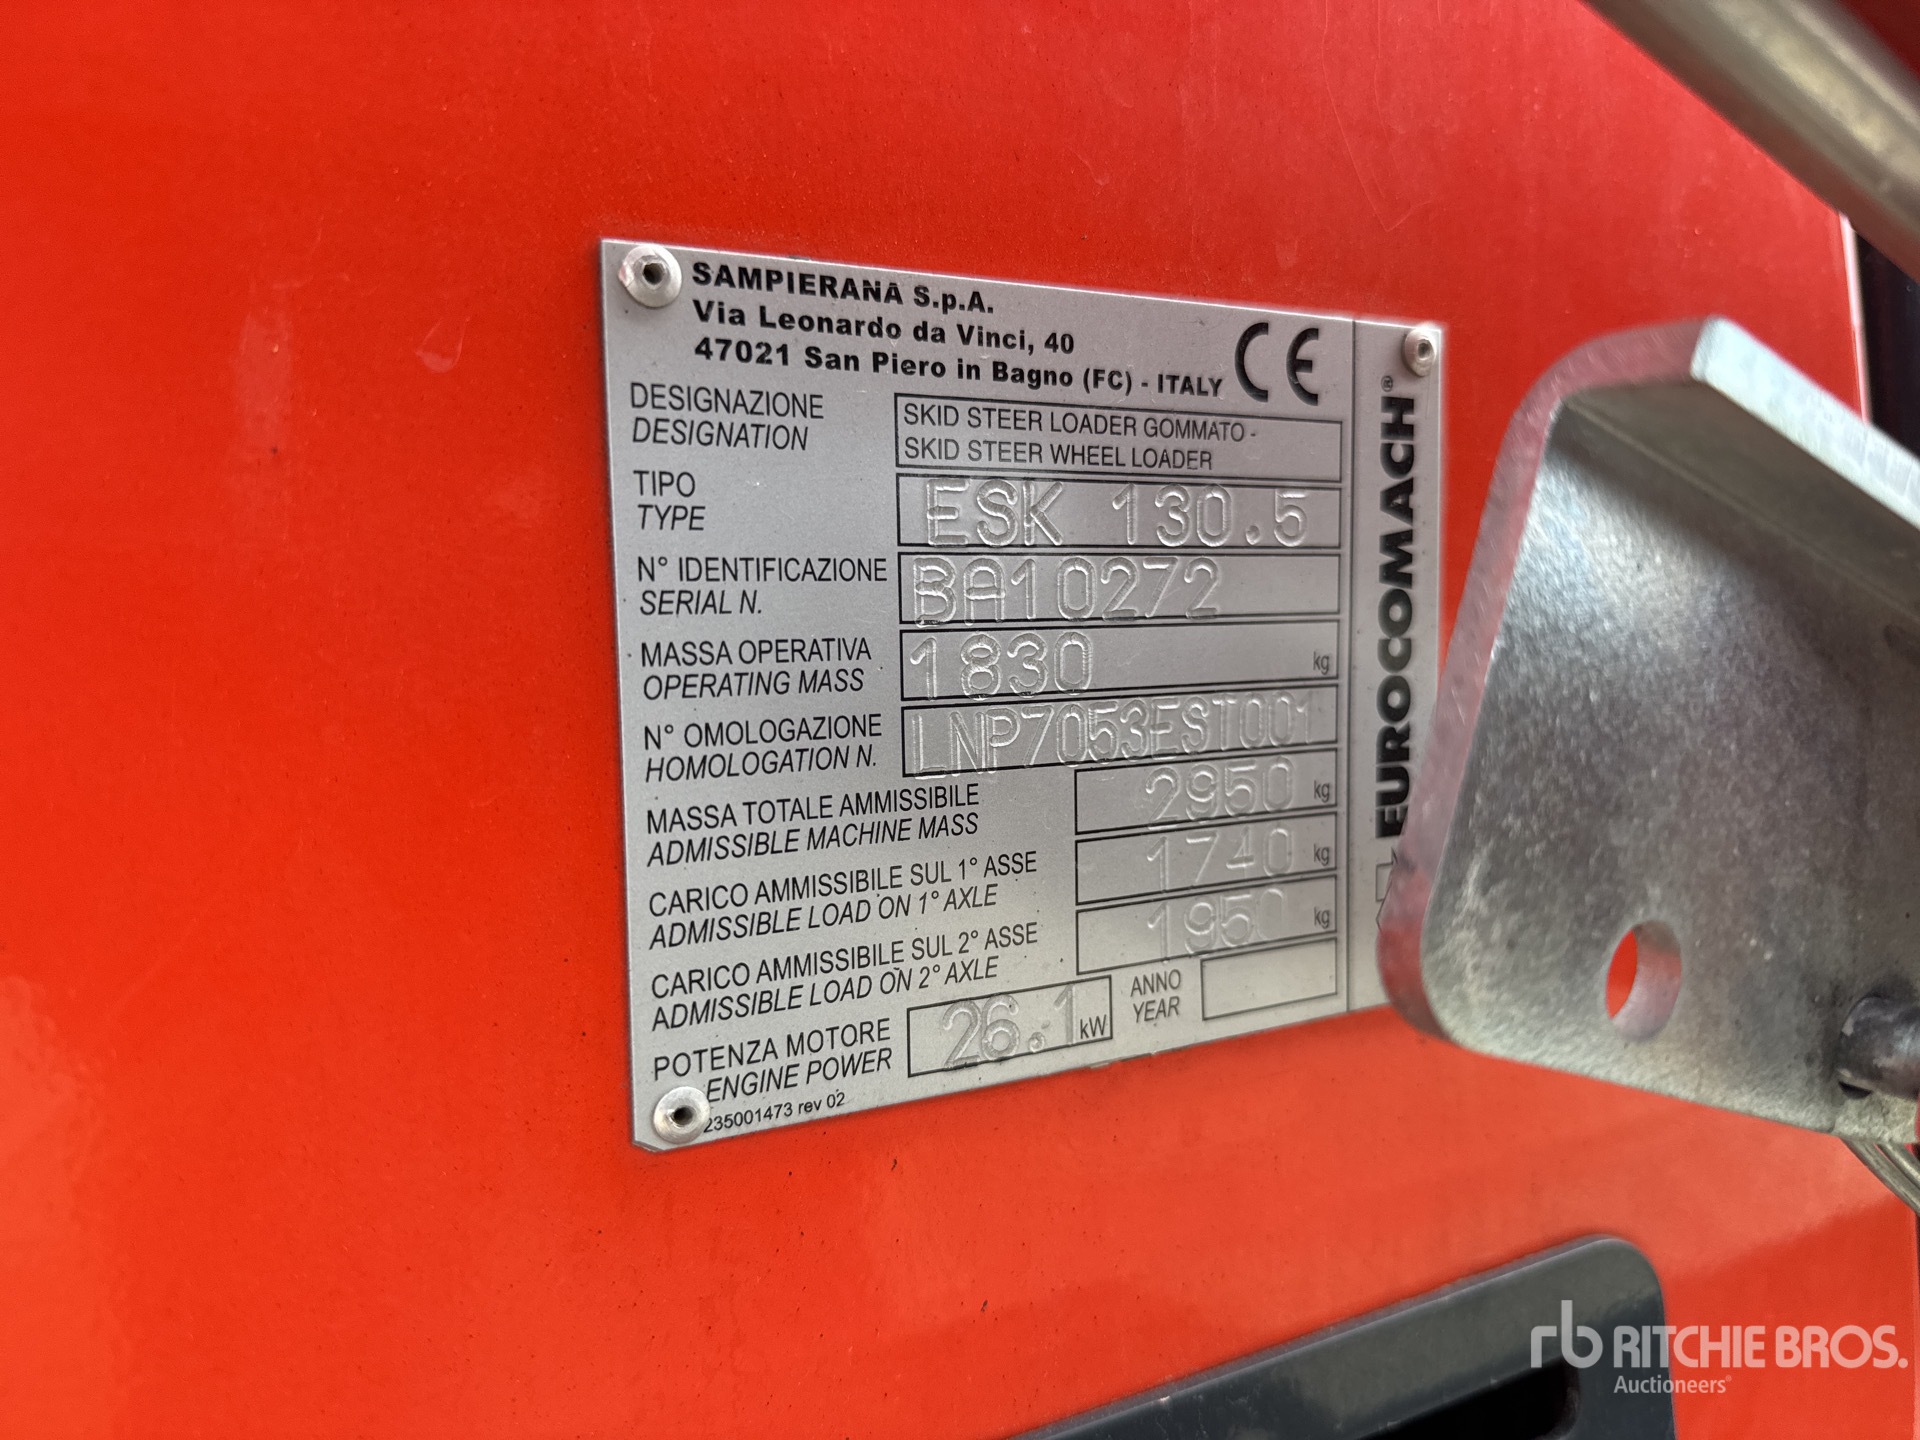 SAMPIERANA S.p.A.
Via Leonardo da Vinci, 40
47021 San Piero in Bagno (FC) - ITALY
CE
DESIGNAZIONE
DESIGNATION
SKID STEER LOADER GOMMATO -
SKID STEER WHEEL LOADER
TIPO
TYPE
ESK 130.5
N° IDENTIFICAZIONE
SERIAL N.
BA10272
MASSA OPERATIVA
OPERATING MASS
1830 kg
N° OMOLOGAZIONE
HOMOLOGATION N.
LNP7053EST001
MASSA TOTALE AMMISSIBILE
ADMISSIBLE MACHINE MASS
2950 kg
CARICO AMMISSIBILE SUL 1° ASSE
ADMISSIBLE LOAD ON 1° AXLE
1740 kg
CARICO AMMISSIBILE SUL 2° ASSE
ADMISSIBLE LOAD ON 2° AXLE
1950 kg
POTENZA MOTORE
ENGINE POWER
26.1 kW
ANNO
YEAR
235001473 rev 02
EUROCOMACH®
rb RITCHIE BROS.
Auctioneers